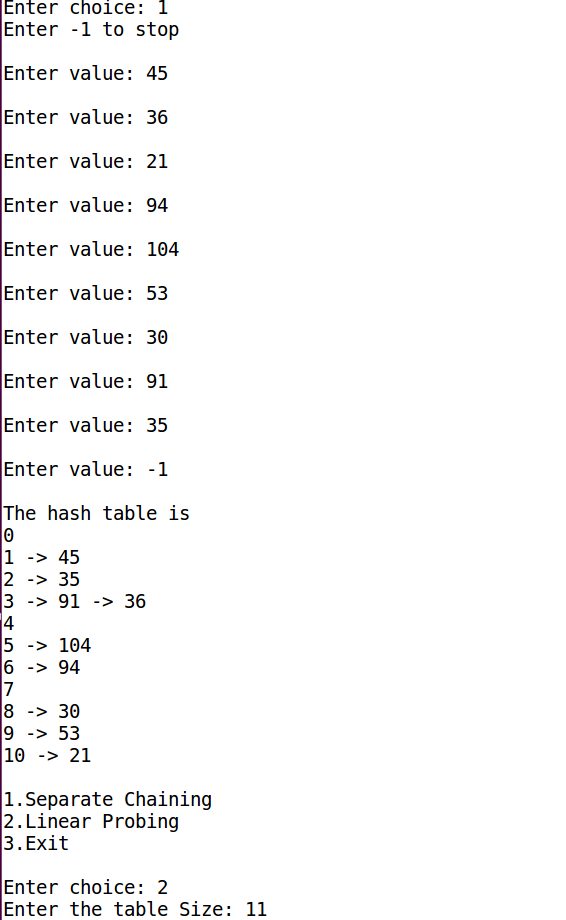 Enter choice: 1
Enter -1 to stop
Enter value: 45
Enter value: 36
Enter value: 21
Enter value: 94
Enter value: 104
Enter value: 53
Enter value: 30
Enter value: 91
Enter value: 35
Enter value: -1
The hash table is
0
1 -> 45
2 -> 35
3 -> 91 -> 36
4
5 -> 104
6 -> 94
7
8 -> 30
9 -> 53
10 -> 21
1.Separate Chaining
2.Linear Probing
3.Exit
Enter choice: 2
Enter the table Size: 11